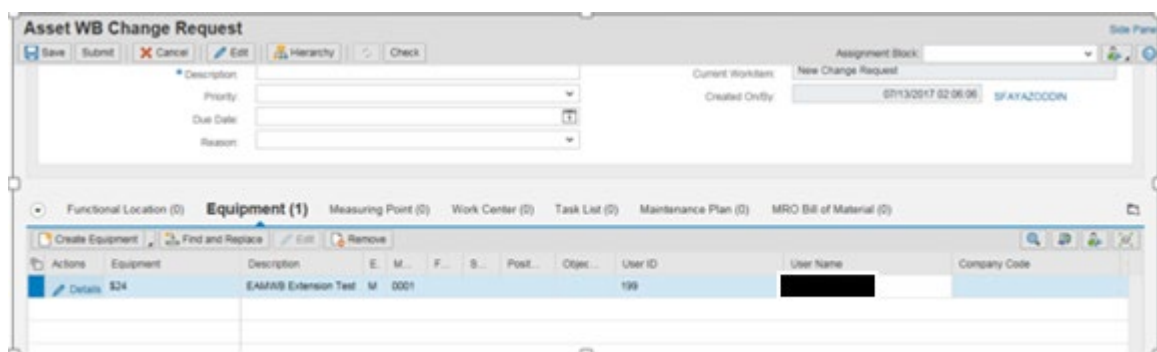 Asset WB Change Request
Side Pane
Save Submit Cancel Edit Hierarchy Check Assignment Block:
* Description: Current Workitem: New Change Request
Priority: Created On/By: 07/13/2017 02:06:06 SFAYAZODDIN
Due Date:
Reason:
Functional Location (0) Equipment (1) Measuring Point (0) Work Center (0) Task List (0) Maintenance Plan (0) MRO Bill of Material (0)
Create Equipment Find and Replace Edit Remove
Actions Equipment Description E. M... F... S... Posit... Objec... User ID User Name Company Code
Details $24 EAMWB Extension Test M 0001 199